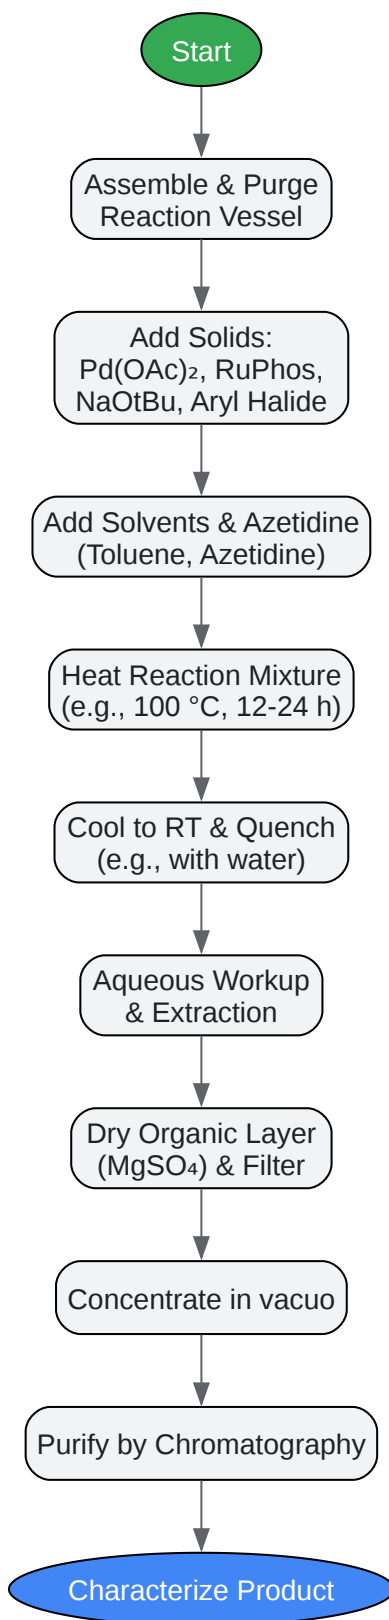 Start
Assemble & Purge
Reaction Vessel
Add Solids:
Pd(OAc)₂, RuPhos,
NaOtBu, Aryl Halide
Add Solvents & Azetidine
(Toluene, Azetidine)
Heat Reaction Mixture
(e.g., 100 °C, 12-24 h)
Cool to RT & Quench
(e.g., with water)
Aqueous Workup
& Extraction
Dry Organic Layer
(MgSO₄) & Filter
Concentrate in vacuo
Purify by Chromatography
Characterize Product